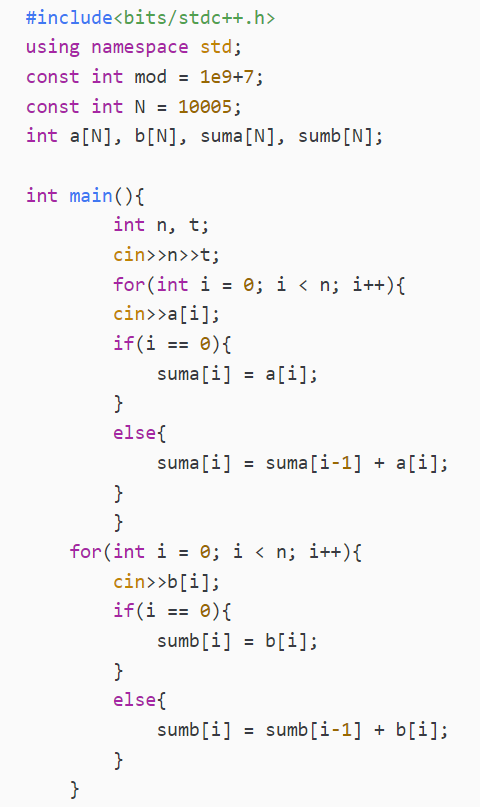 #include<bits/stdc++.h>
using namespace std;
const int mod = 1e9+7;
const int N = 10005;
int a[N], b[N], suma[N], sumb[N];

int main(){
        int n, t;
        cin>>n>>t;
        for(int i = 0; i < n; i++){
        cin>>a[i];
        if(i == 0){
            suma[i] = a[i];
        }
        else{
            suma[i] = suma[i-1] + a[i];
        }
        }
    for(int i = 0; i < n; i++){
        cin>>b[i];
        if(i == 0){
            sumb[i] = b[i];
        }
        else{
            sumb[i] = sumb[i-1] + b[i];
        }
    }